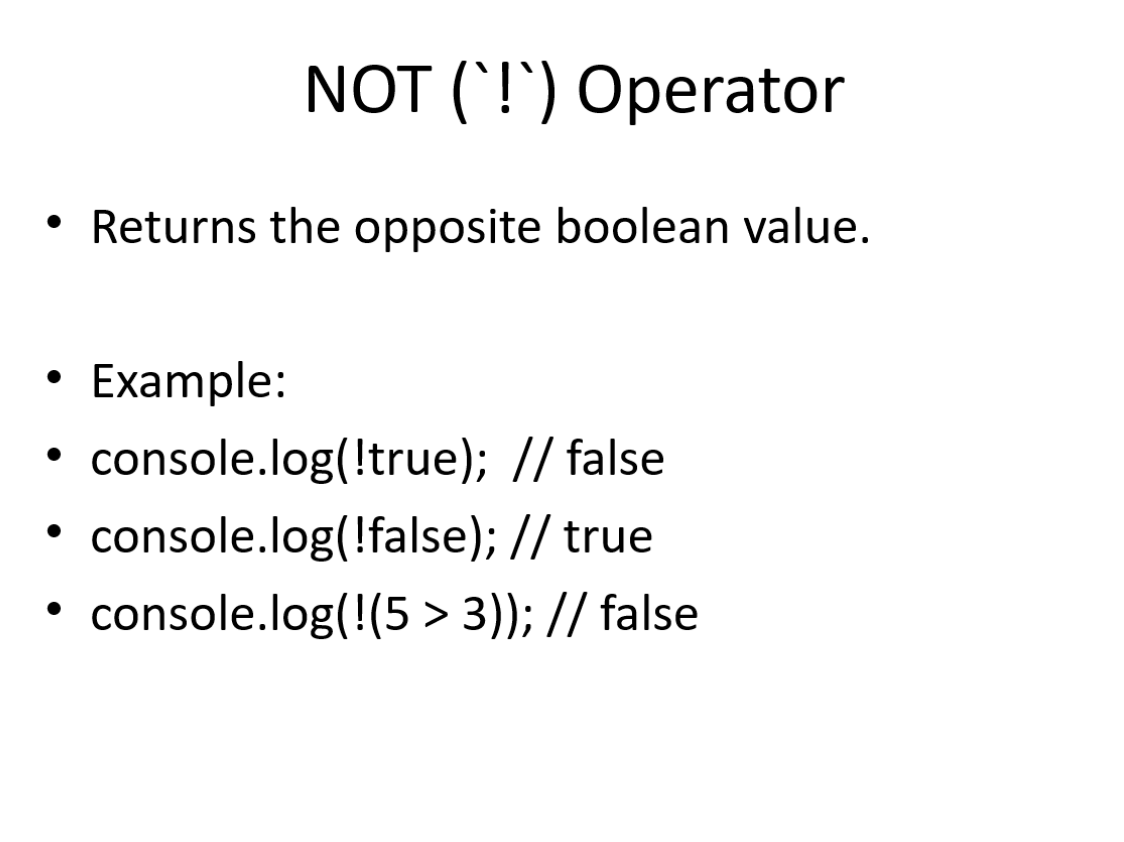 NOT (`!`) Operator
• Returns the opposite boolean value.
• Example:
• console.log(!true);  // false
• console.log(!false); // true
• console.log(!(5 > 3)); // false